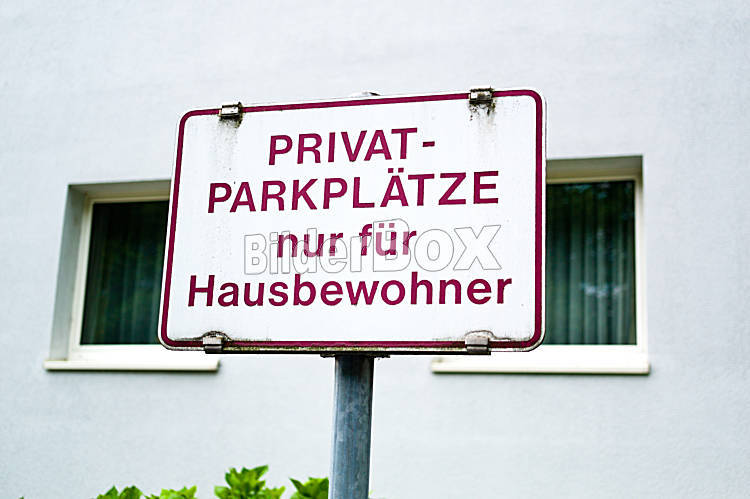 PRIVAT-
PARKPLÄTZE
nur für
BilderBOX
Hausbewohner